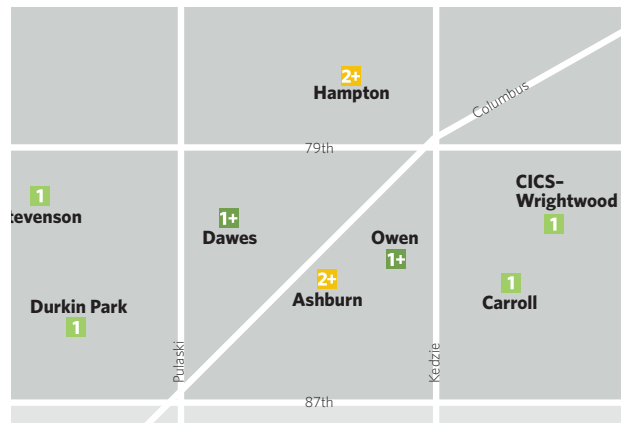 2+
Hampton
Columbus
79th
CICS–
Wrightwood
1
1
tevenson
1+
Dawes
Owen
1+
2+
Ashburn
1
Carroll
Durkin Park
1
Pulaski
Kedzie
87th